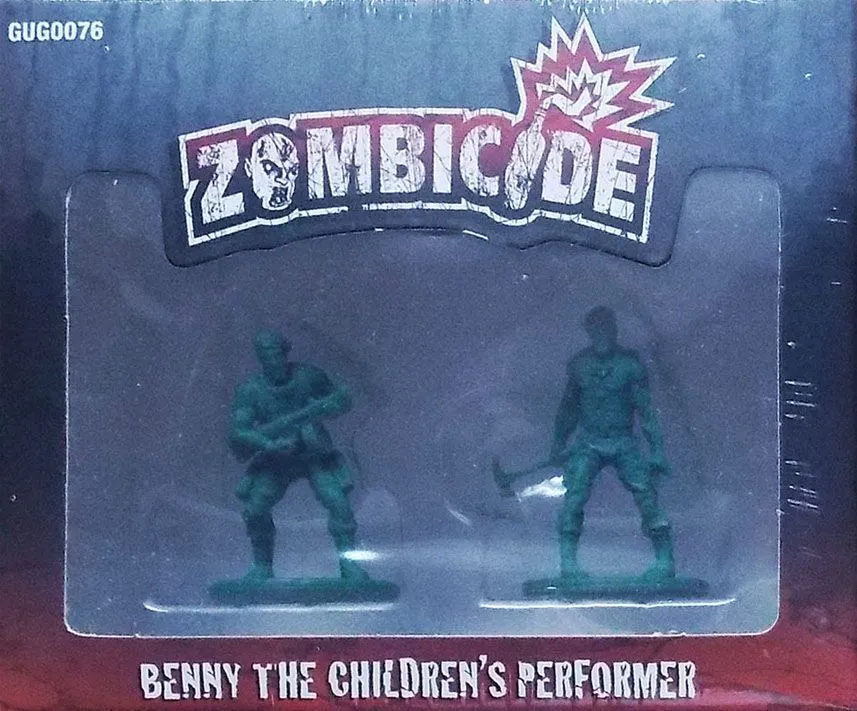 GUG0076
ZOMBICIDE
BENNY THE CHILDREN'S PERFORMER